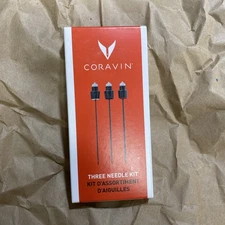 CORAVIN
THREE NEEDLE KIT
KIT D'ASSORTIMENT
D'AIGUILLES